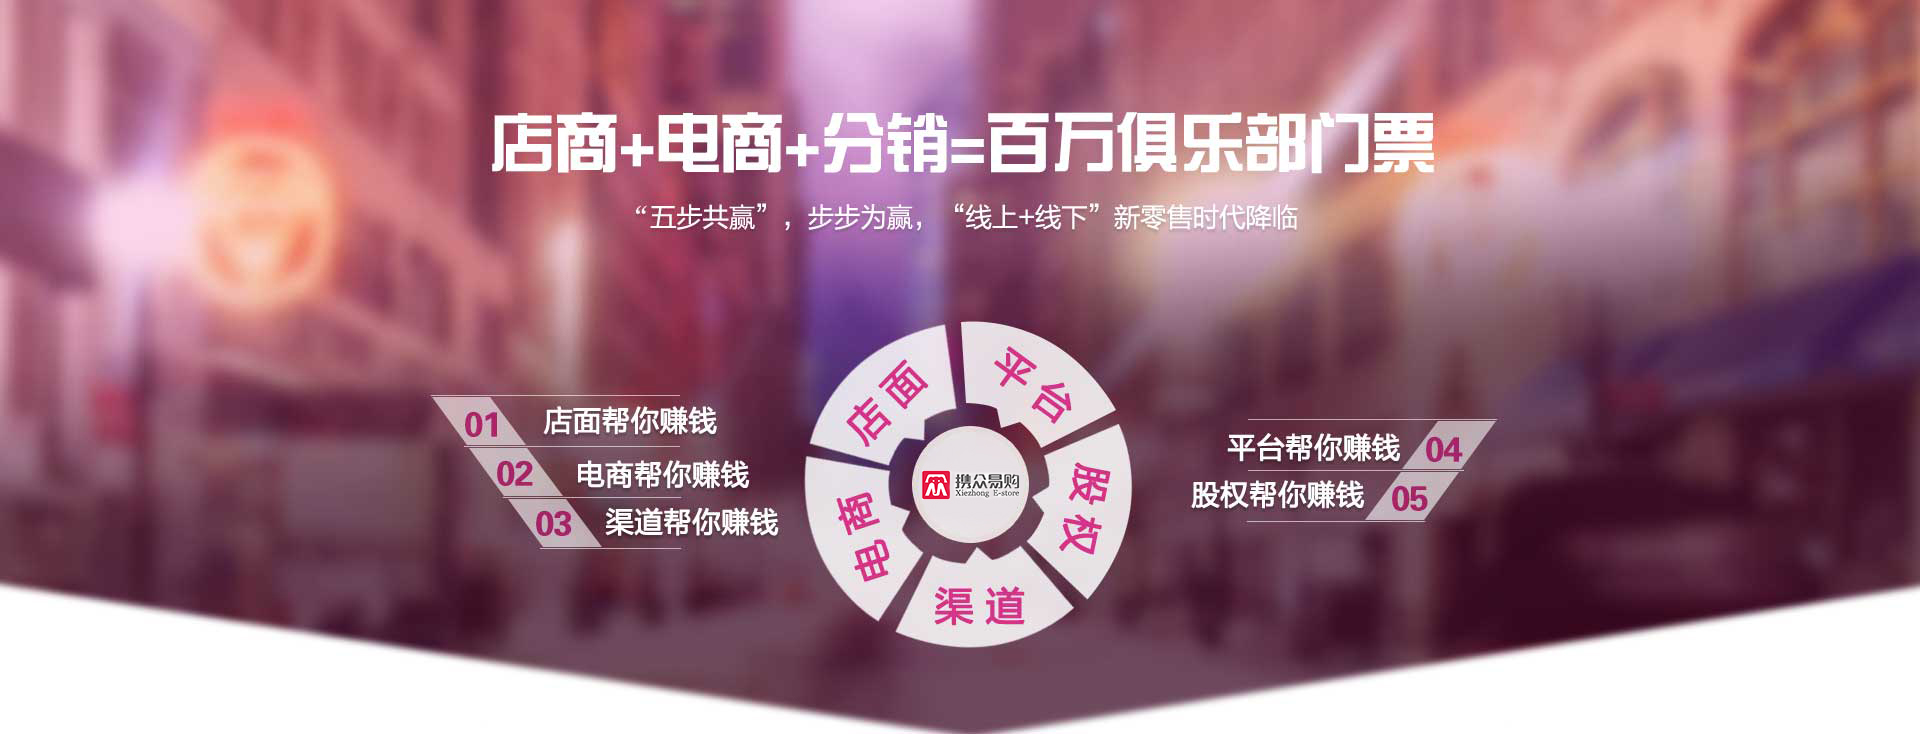 店商+电商+分销=百万俱乐部门票
“五步共赢”，步步为赢，“线上+线下”新零售时代降临
01 店面帮你赚钱
02 电商帮你赚钱
03 渠道帮你赚钱
店面
平台
股权
渠道
电商
携众易购
Xiezhong E-store
平台帮你赚钱 04
股权帮你赚钱 05